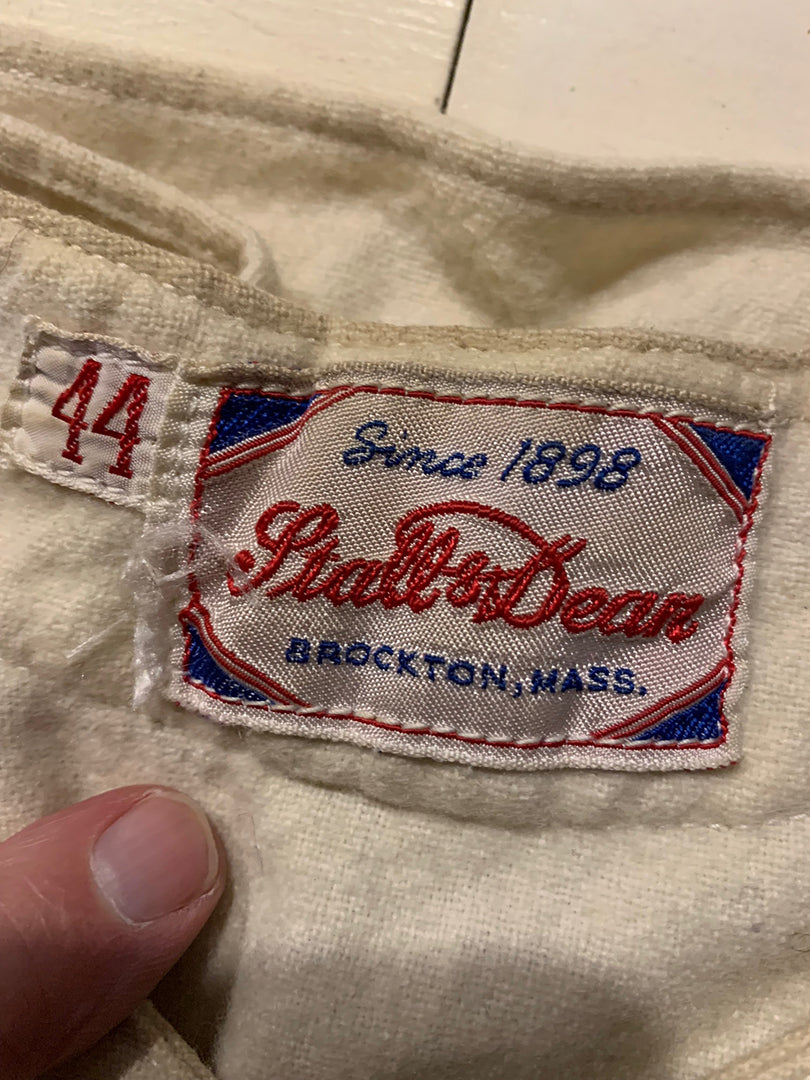 44
Since 1898
Stall & Dean
BROCKTON, MASS.